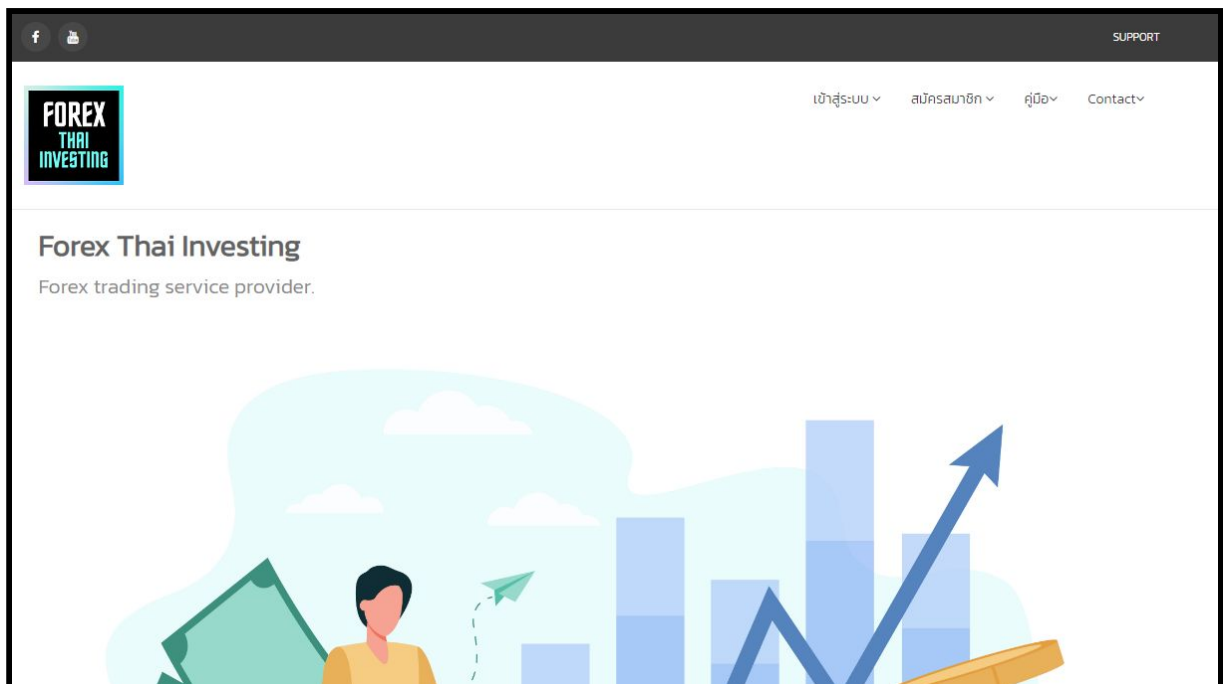 SUPPORT
FOREX
THAI
INVESTING
เข้าสู่ระบบ สมัครสมาชิก คู่มือ Contact
Forex Thai Investing
Forex trading service provider.